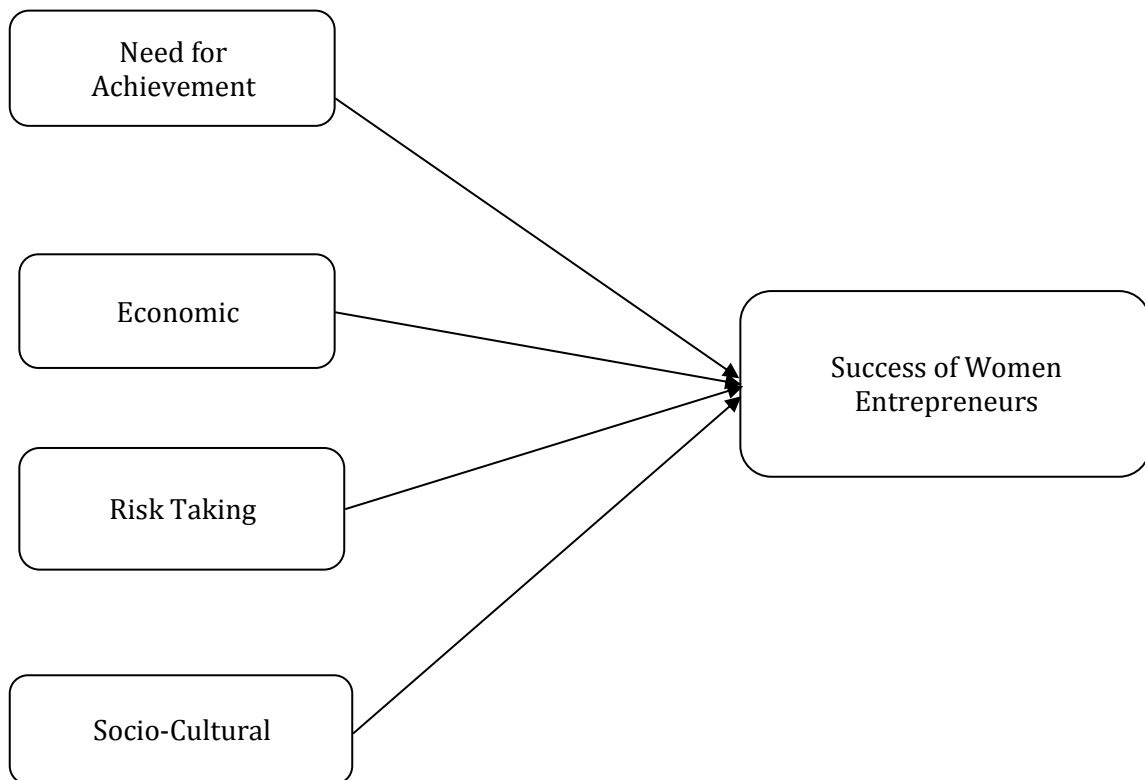 Need for
Achievement
Economic
Risk Taking
Socio-Cultural
Success of Women
Entrepreneurs